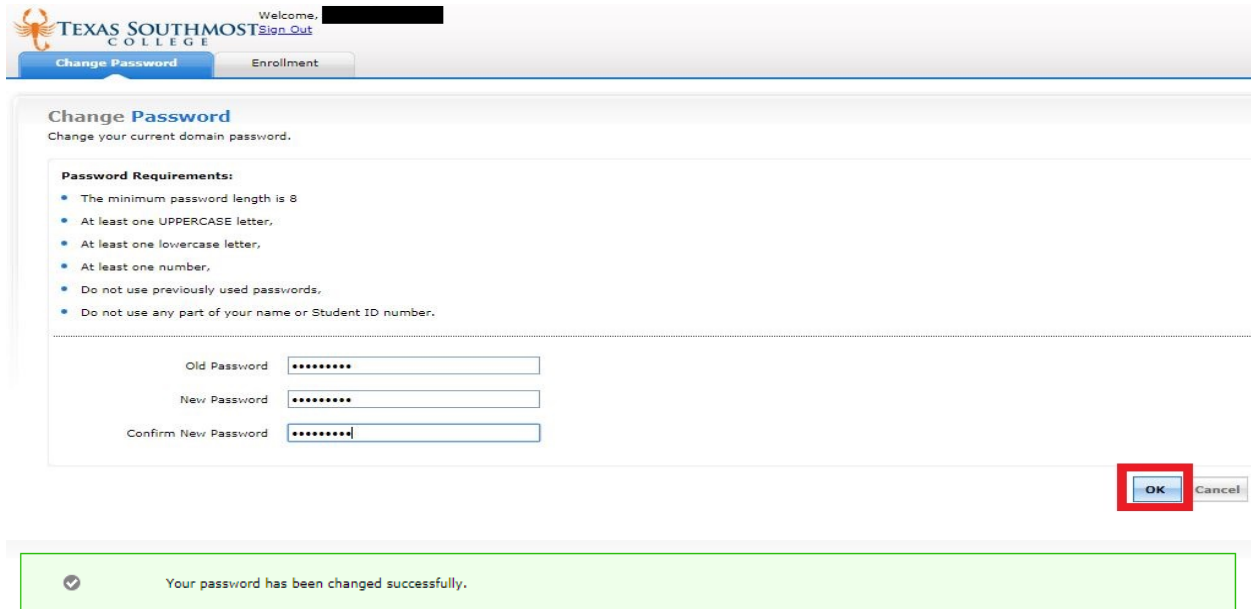 Welcome,
TEXAS SOUTHMOST Sign Out
COLLEGE
Change Password Enrollment
Change Password
Change your current domain password.
Password Requirements:
• The minimum password length is 8
• At least one UPPERCASE letter,
• At least one lowercase letter,
• At least one number,
• Do not use previously used passwords,
• Do not use any part of your name or Student ID number.
Old Password •••••••••
New Password •••••••••
Confirm New Password •••••••••
OK Cancel
Your password has been changed successfully.